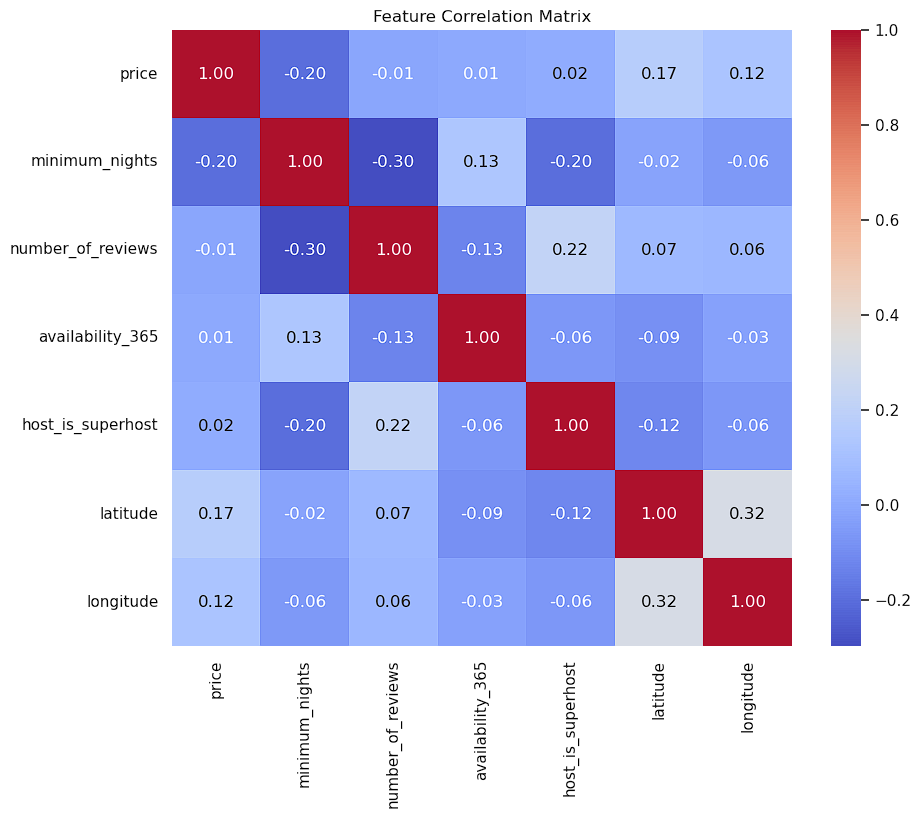 Feature Correlation Matrix
price 1.00 -0.20 -0.01 0.01 0.02 0.17 0.12
minimum_nights -0.20 1.00 -0.30 0.13 -0.20 -0.02 -0.06
number_of_reviews -0.01 -0.30 1.00 -0.13 0.22 0.07 0.06
availability_365 0.01 0.13 -0.13 1.00 -0.06 -0.09 -0.03
host_is_superhost 0.02 -0.20 0.22 -0.06 1.00 -0.12 -0.06
latitude 0.17 -0.02 0.07 -0.09 -0.12 1.00 0.32
longitude 0.12 -0.06 0.06 -0.03 -0.06 0.32 1.00
price
minimum_nights
number_of_reviews
availability_365
host_is_superhost
latitude
longitude
1.0
0.8
0.6
0.4
0.2
0.0
−0.2